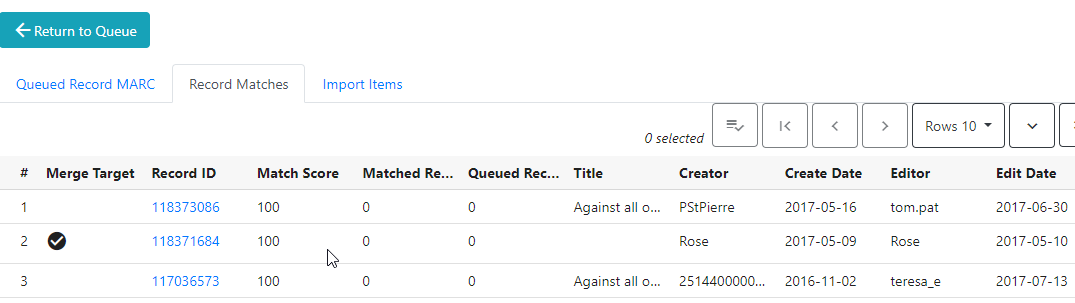 Return to Queue
Queued Record MARC Record Matches Import Items
0 selected Rows 10
# Merge Target Record ID Match Score Matched Re... Queued Rec... Title Creator Create Date Editor Edit Date
1 118373086 100 0 0 Against all o... PStPierre 2017-05-16 tom.pat 2017-06-30
2 118371684 100 0 0 Rose 2017-05-09 Rose 2017-05-10
3 117036573 100 0 0 Against all o... 2514400000... 2016-11-02 teresa_e 2017-07-13